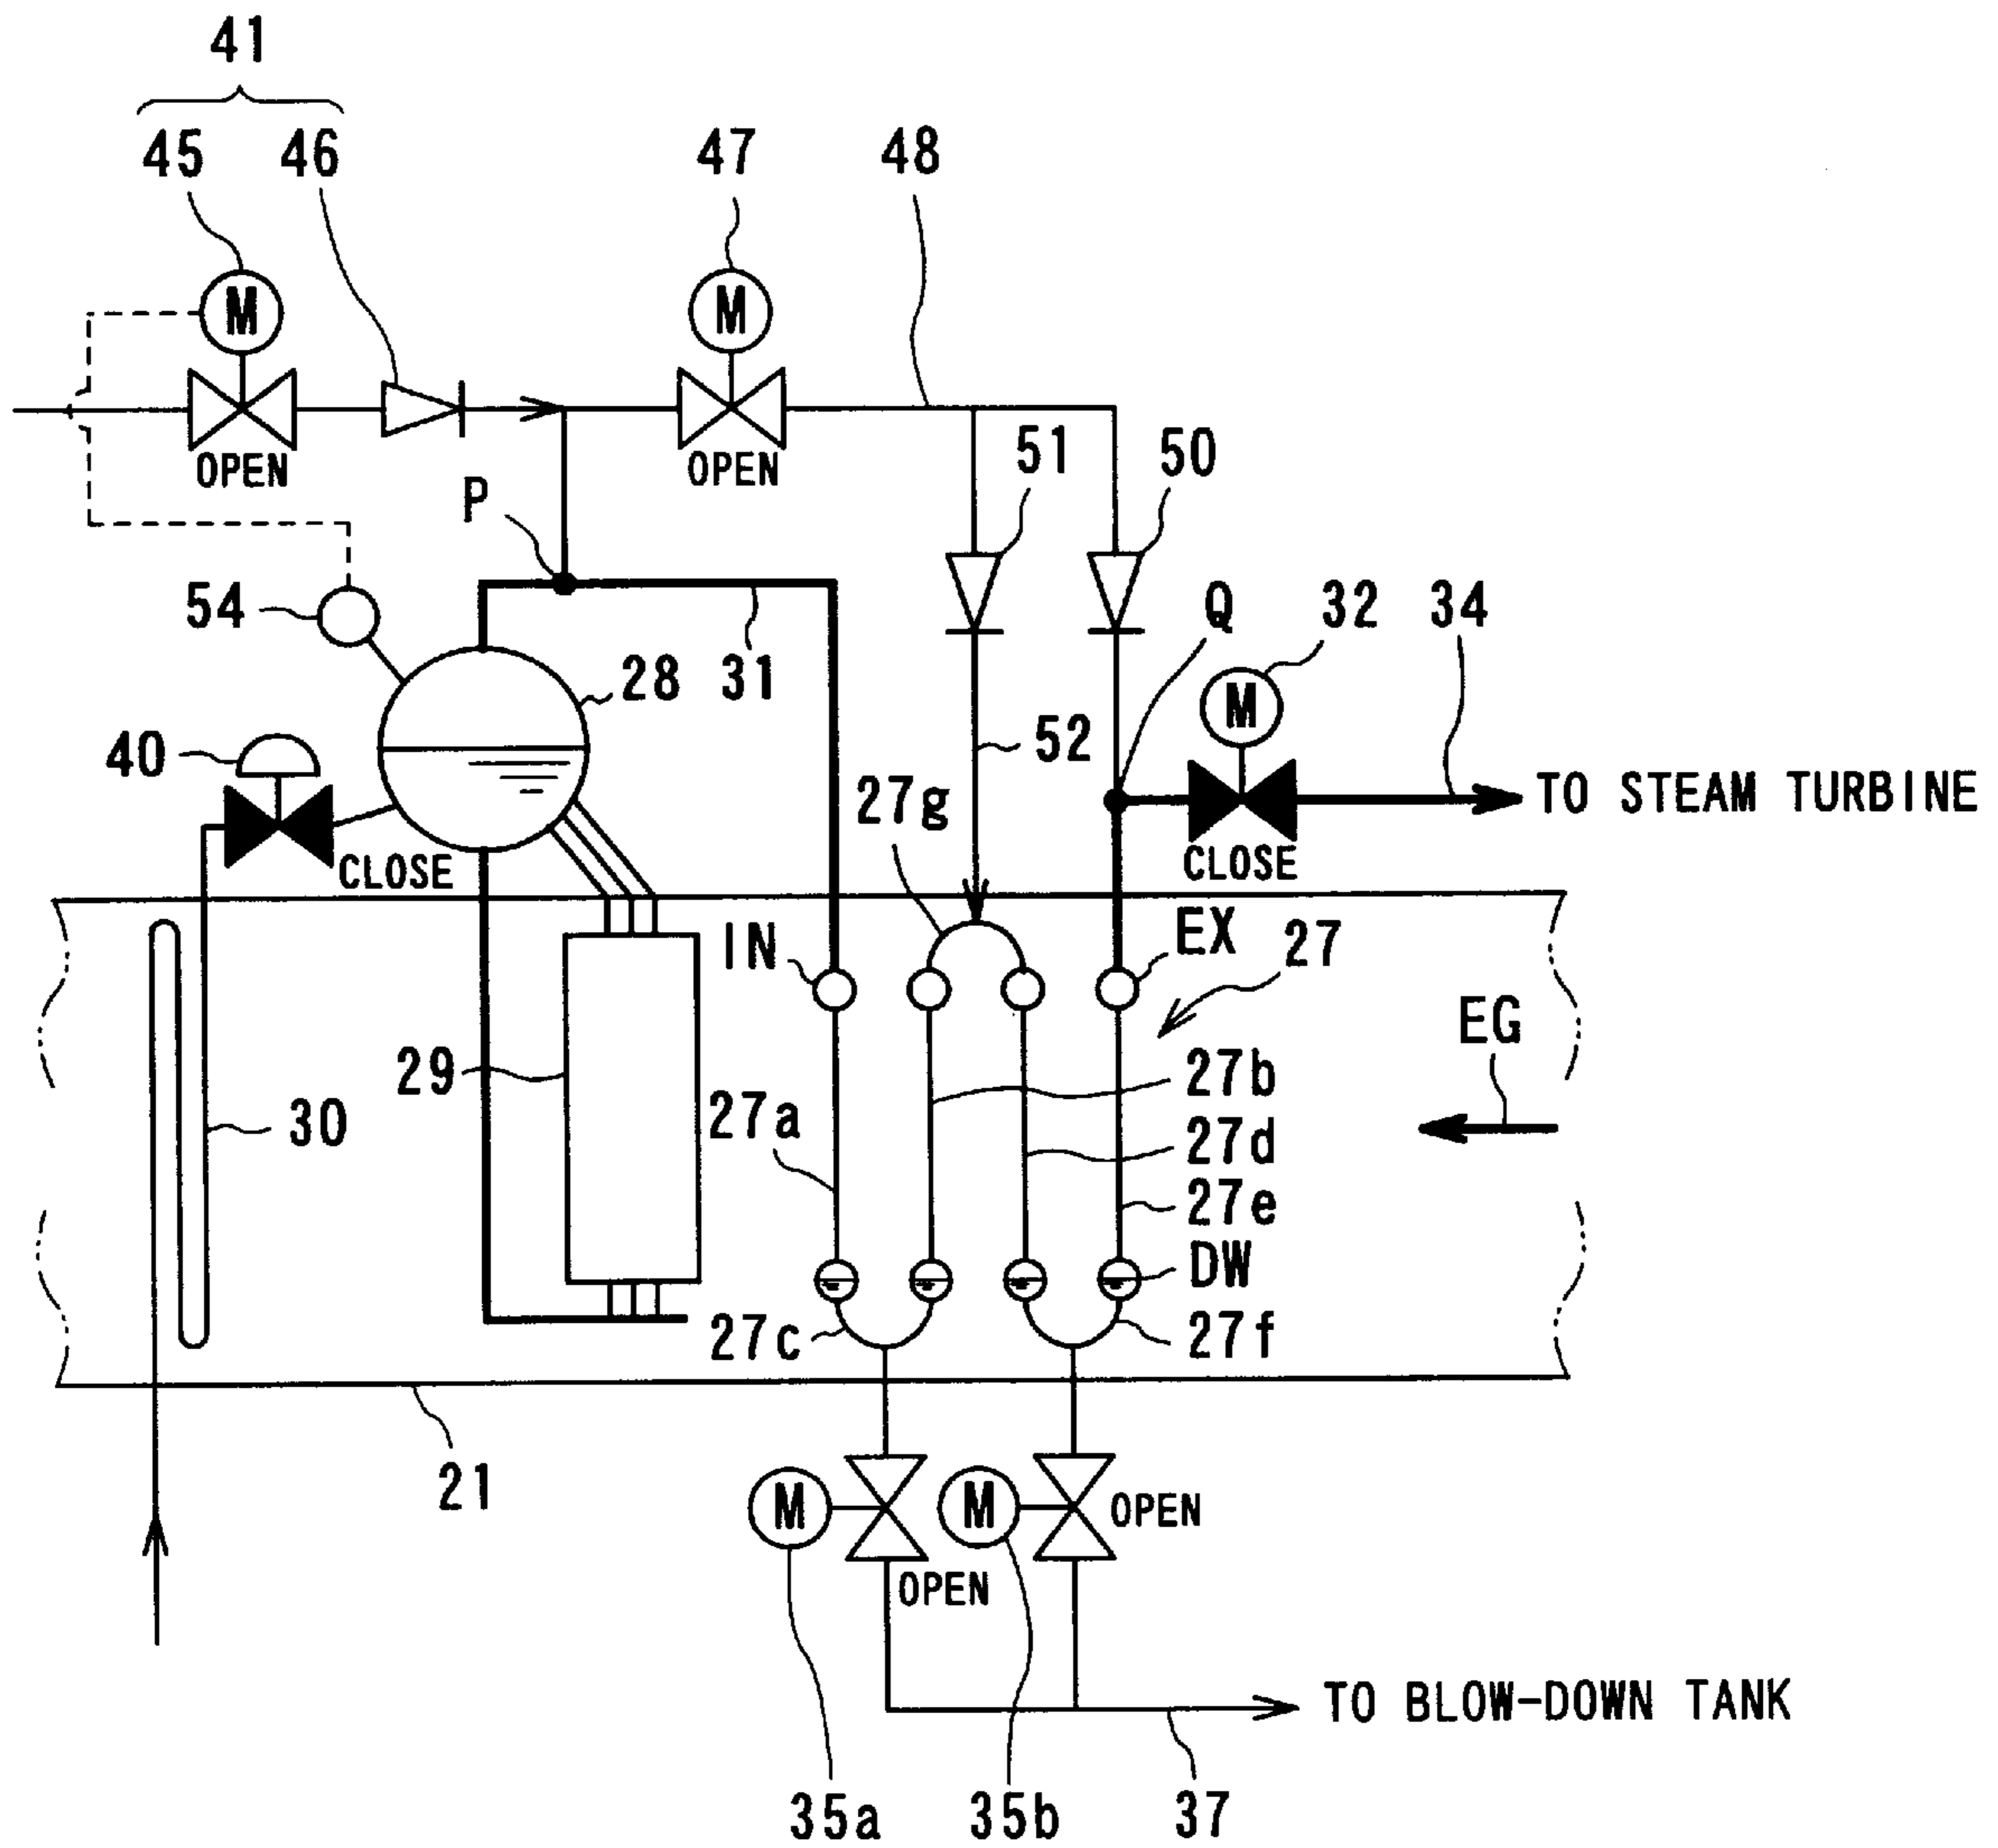 41
45 46 47 48
M M
OPEN OPEN
51 50
P
54 Q 32 34
M
28 31
52
40 27g TO STEAM TURBINE
CLOSE CLOSE
IN EX 27
EG
29 27b
30 27a 27d
27e
DW
27c 27f
21
M M OPEN
OPEN
TO BLOW-DOWN TANK
35a 35b 37